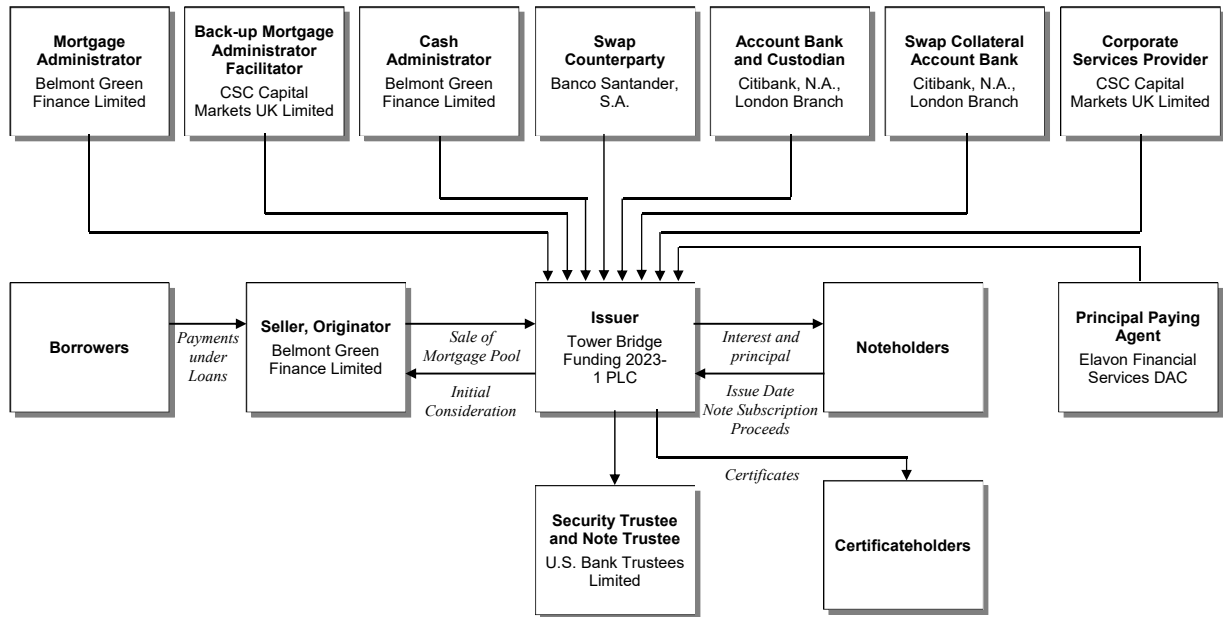 Mortgage
Administrator
Belmont Green
Finance Limited
Back-up Mortgage
Administrator
Facilitator
CSC Capital
Markets UK Limited
Cash
Administrator
Belmont Green
Finance Limited
Swap
Counterparty
Banco Santander,
S.A.
Account Bank
and Custodian
Citibank, N.A.,
London Branch
Swap Collateral
Account Bank
Citibank, N.A.,
London Branch
Corporate
Services Provider
CSC Capital
Markets UK Limited
Borrowers
Payments
under
Loans
Seller, Originator
Belmont Green
Finance Limited
Sale of
Mortgage Pool
Initial
Consideration
Issuer
Tower Bridge
Funding 2023-
1 PLC
Interest and
principal
Issue Date
Note Subscription
Proceeds
Noteholders
Principal Paying
Agent
Elavon Financial
Services DAC
Certificates
Security Trustee
and Note Trustee
U.S. Bank Trustees
Limited
Certificateholders